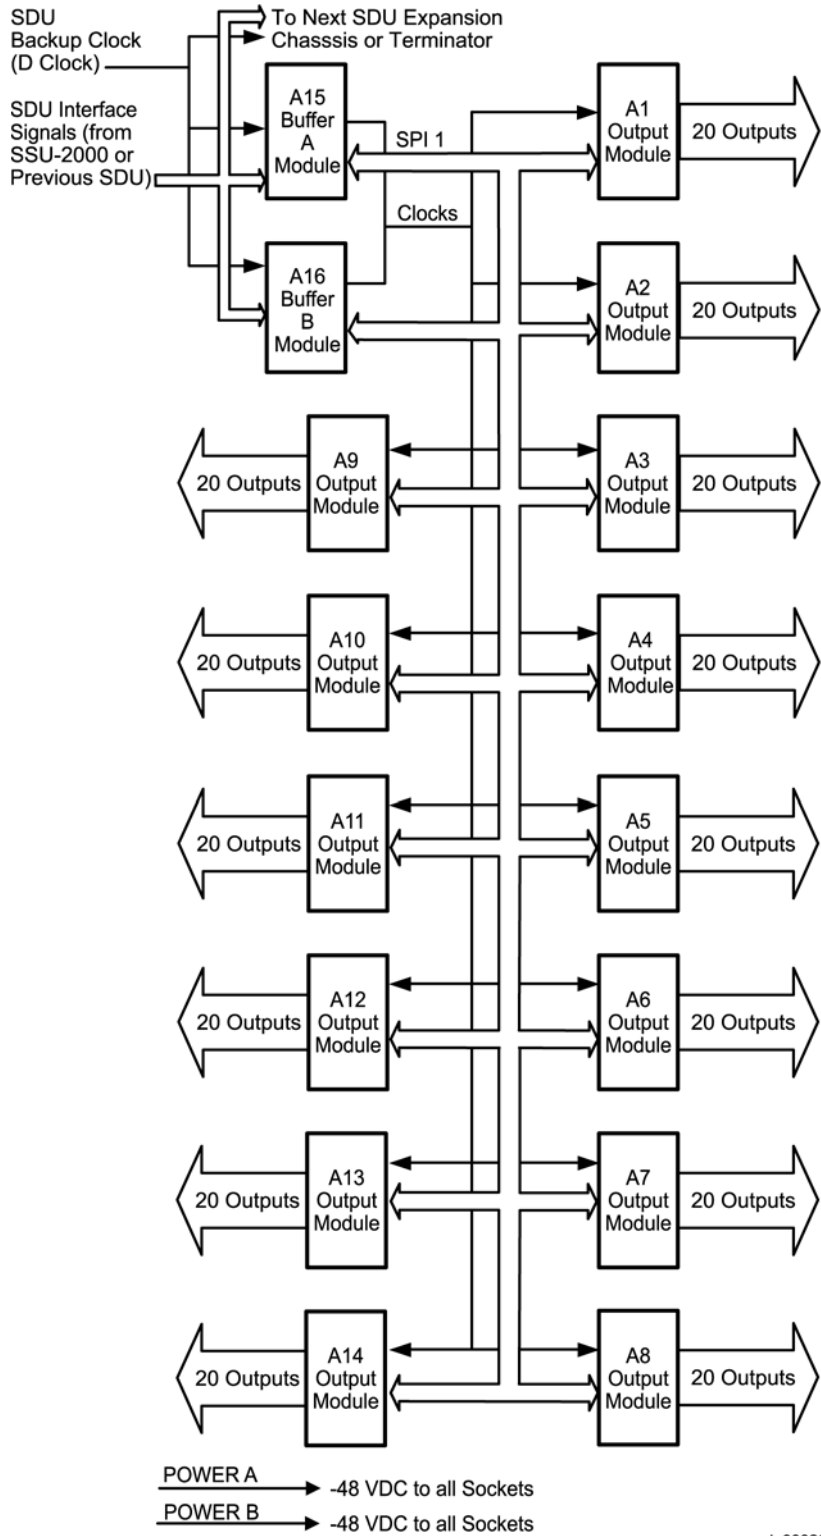 SDU
Backup Clock
(D Clock)
To Next SDU Expansion
Chasssis or Terminator
SDU Interface
Signals (from
SSU-2000 or
Previous SDU)
A15
Buffer
A
Module
SPI 1
A1
Output
Module
20 Outputs
Clocks
A16
Buffer
B
Module
A2
Output
Module
20 Outputs
20 Outputs
A9
Output
Module
A3
Output
Module
20 Outputs
20 Outputs
A10
Output
Module
A4
Output
Module
20 Outputs
20 Outputs
A11
Output
Module
A5
Output
Module
20 Outputs
20 Outputs
A12
Output
Module
A6
Output
Module
20 Outputs
20 Outputs
A13
Output
Module
A7
Output
Module
20 Outputs
20 Outputs
A14
Output
Module
A8
Output
Module
20 Outputs
POWER A
-48 VDC to all Sockets
POWER B
-48 VDC to all Sockets